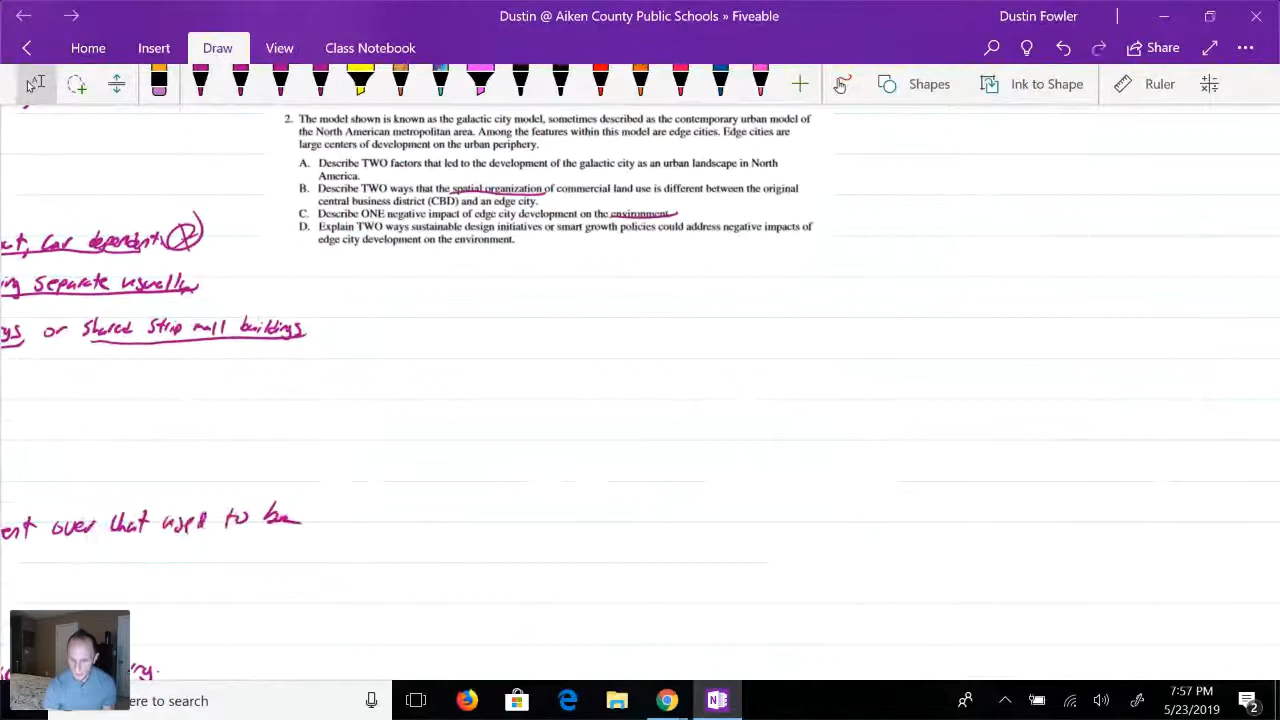 Dustin @ Aiken County Public Schools » Fiveable
Dustin Fowler
Home Insert Draw View Class Notebook
Share
Shapes
Ink to Shape
Ruler
2. The model shown is known as the galactic city model, sometimes described as the contemporary urban model of
the North American metropolitan area. Among the features within this model are edge cities. Edge cities are
large centers of development on the urban periphery.
A. Describe TWO factors that led to the development of the galactic city as an urban landscape in North
America.
B. Describe TWO ways that the spatial organization of commercial land use is different between the original
central business district (CBD) and an edge city.
C. Describe ONE negative impact of edge city development on the environment.
D. Explain TWO ways sustainable design initiatives or smart growth policies could address negative impacts of
edge city development on the environment.
car dependent
separate usually
or shared strip mall buildings
over that used to be
here to search
7:57 PM
5/23/2019
2